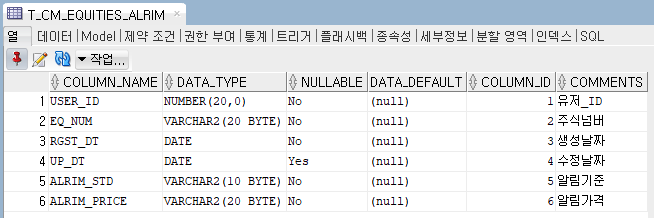 T_CM_EQUITIES_ALRIM
열 데이터 Model 제약 조건 권한 부여 통계 트리거 플래시백 종속성 세부정보 분할 영역 인덱스 SQL
작업...
COLUMN_NAME DATA_TYPE NULLABLE DATA_DEFAULT COLUMN_ID COMMENTS
1 USER_ID NUMBER(20,0) No (null) 1 유저_ID
2 EQ_NUM VARCHAR2(20 BYTE) No (null) 2 주식넘버
3 RGST_DT DATE No (null) 3 생성날짜
4 UP_DT DATE Yes (null) 4 수정날짜
5 ALRIM_STD VARCHAR2(10 BYTE) No (null) 5 알림기준
6 ALRIM_PRICE VARCHAR2(20 BYTE) No (null) 6 알림가격